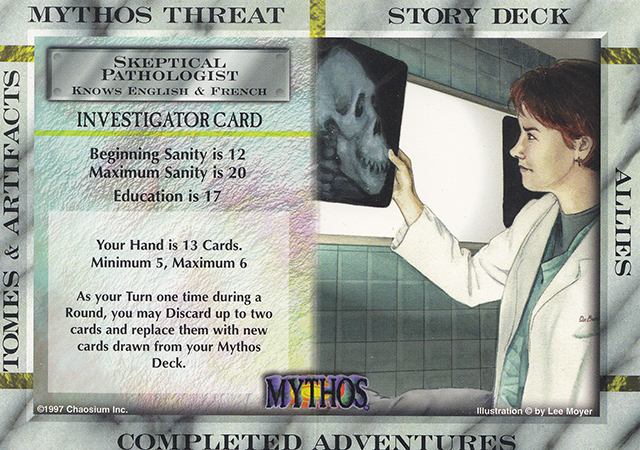 MYTHOS THREAT
STORY DECK
TOMES & ARTIFACTS
ALLIES
SKEPTICAL
PATHOLOGIST
KNOWS ENGLISH & FRENCH
INVESTIGATOR CARD
Beginning Sanity is 12
Maximum Sanity is 20
Education is 17
Your Hand is 13 Cards.
Minimum 5, Maximum 6
As your Turn one time during a
Round, you may Discard up to two
cards and replace them with new
cards drawn from your Mythos
Deck.
MYTHOS
©1997 Chaosium Inc.
Illustration © by Lee Moyer
COMPLETED ADVENTURES